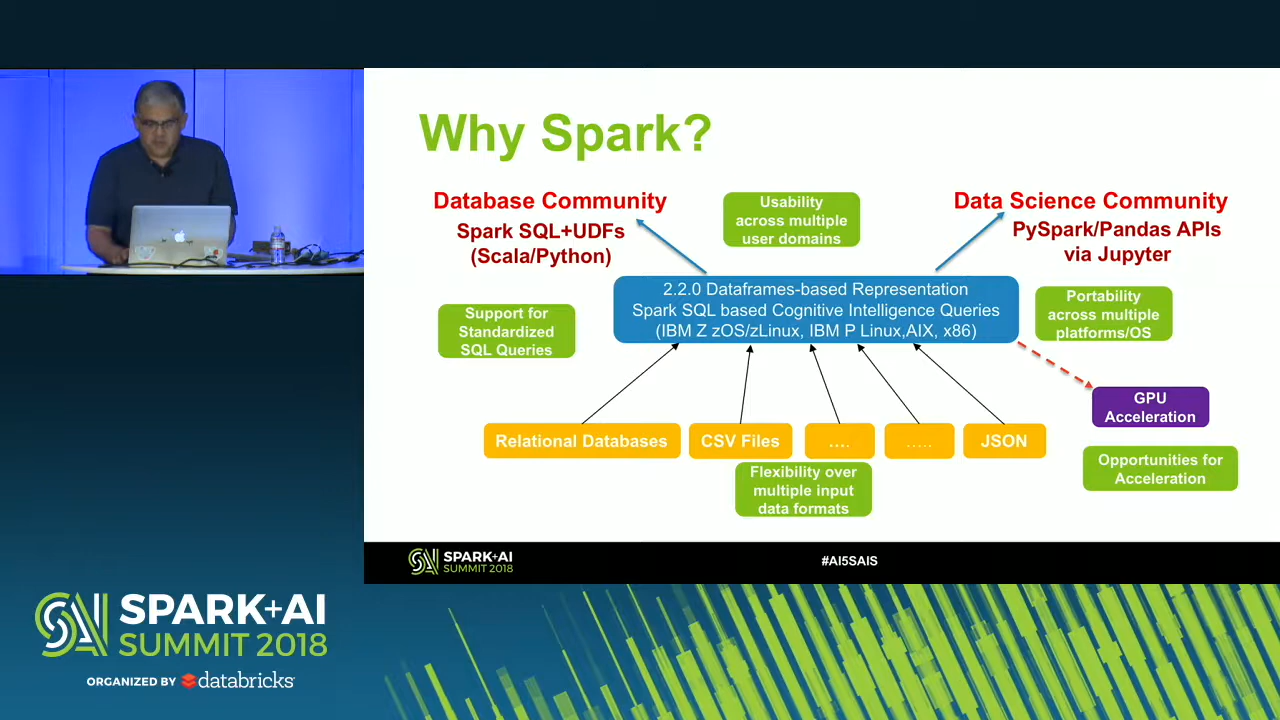 Why Spark?
Database Community
Spark SQL+UDFs
(Scala/Python)
Usability
across multiple
user domains
Data Science Community
PySpark/Pandas APIs
via Jupyter
2.2.0 Dataframes-based Representation
Spark SQL based Cognitive Intelligence Queries
(IBM Z zOS/zLinux, IBM P Linux,AIX, x86)
Support for
Standardized
SQL Queries
Portability
across multiple
platforms/OS
GPU
Acceleration
Relational Databases
CSV Files
....
.....
JSON
Flexibility over
multiple input
data formats
Opportunities for
Acceleration
SPARK+AI
SUMMIT 2018
#AI5SAIS
SPARK+AI
SUMMIT 2018
ORGANIZED BY databricks